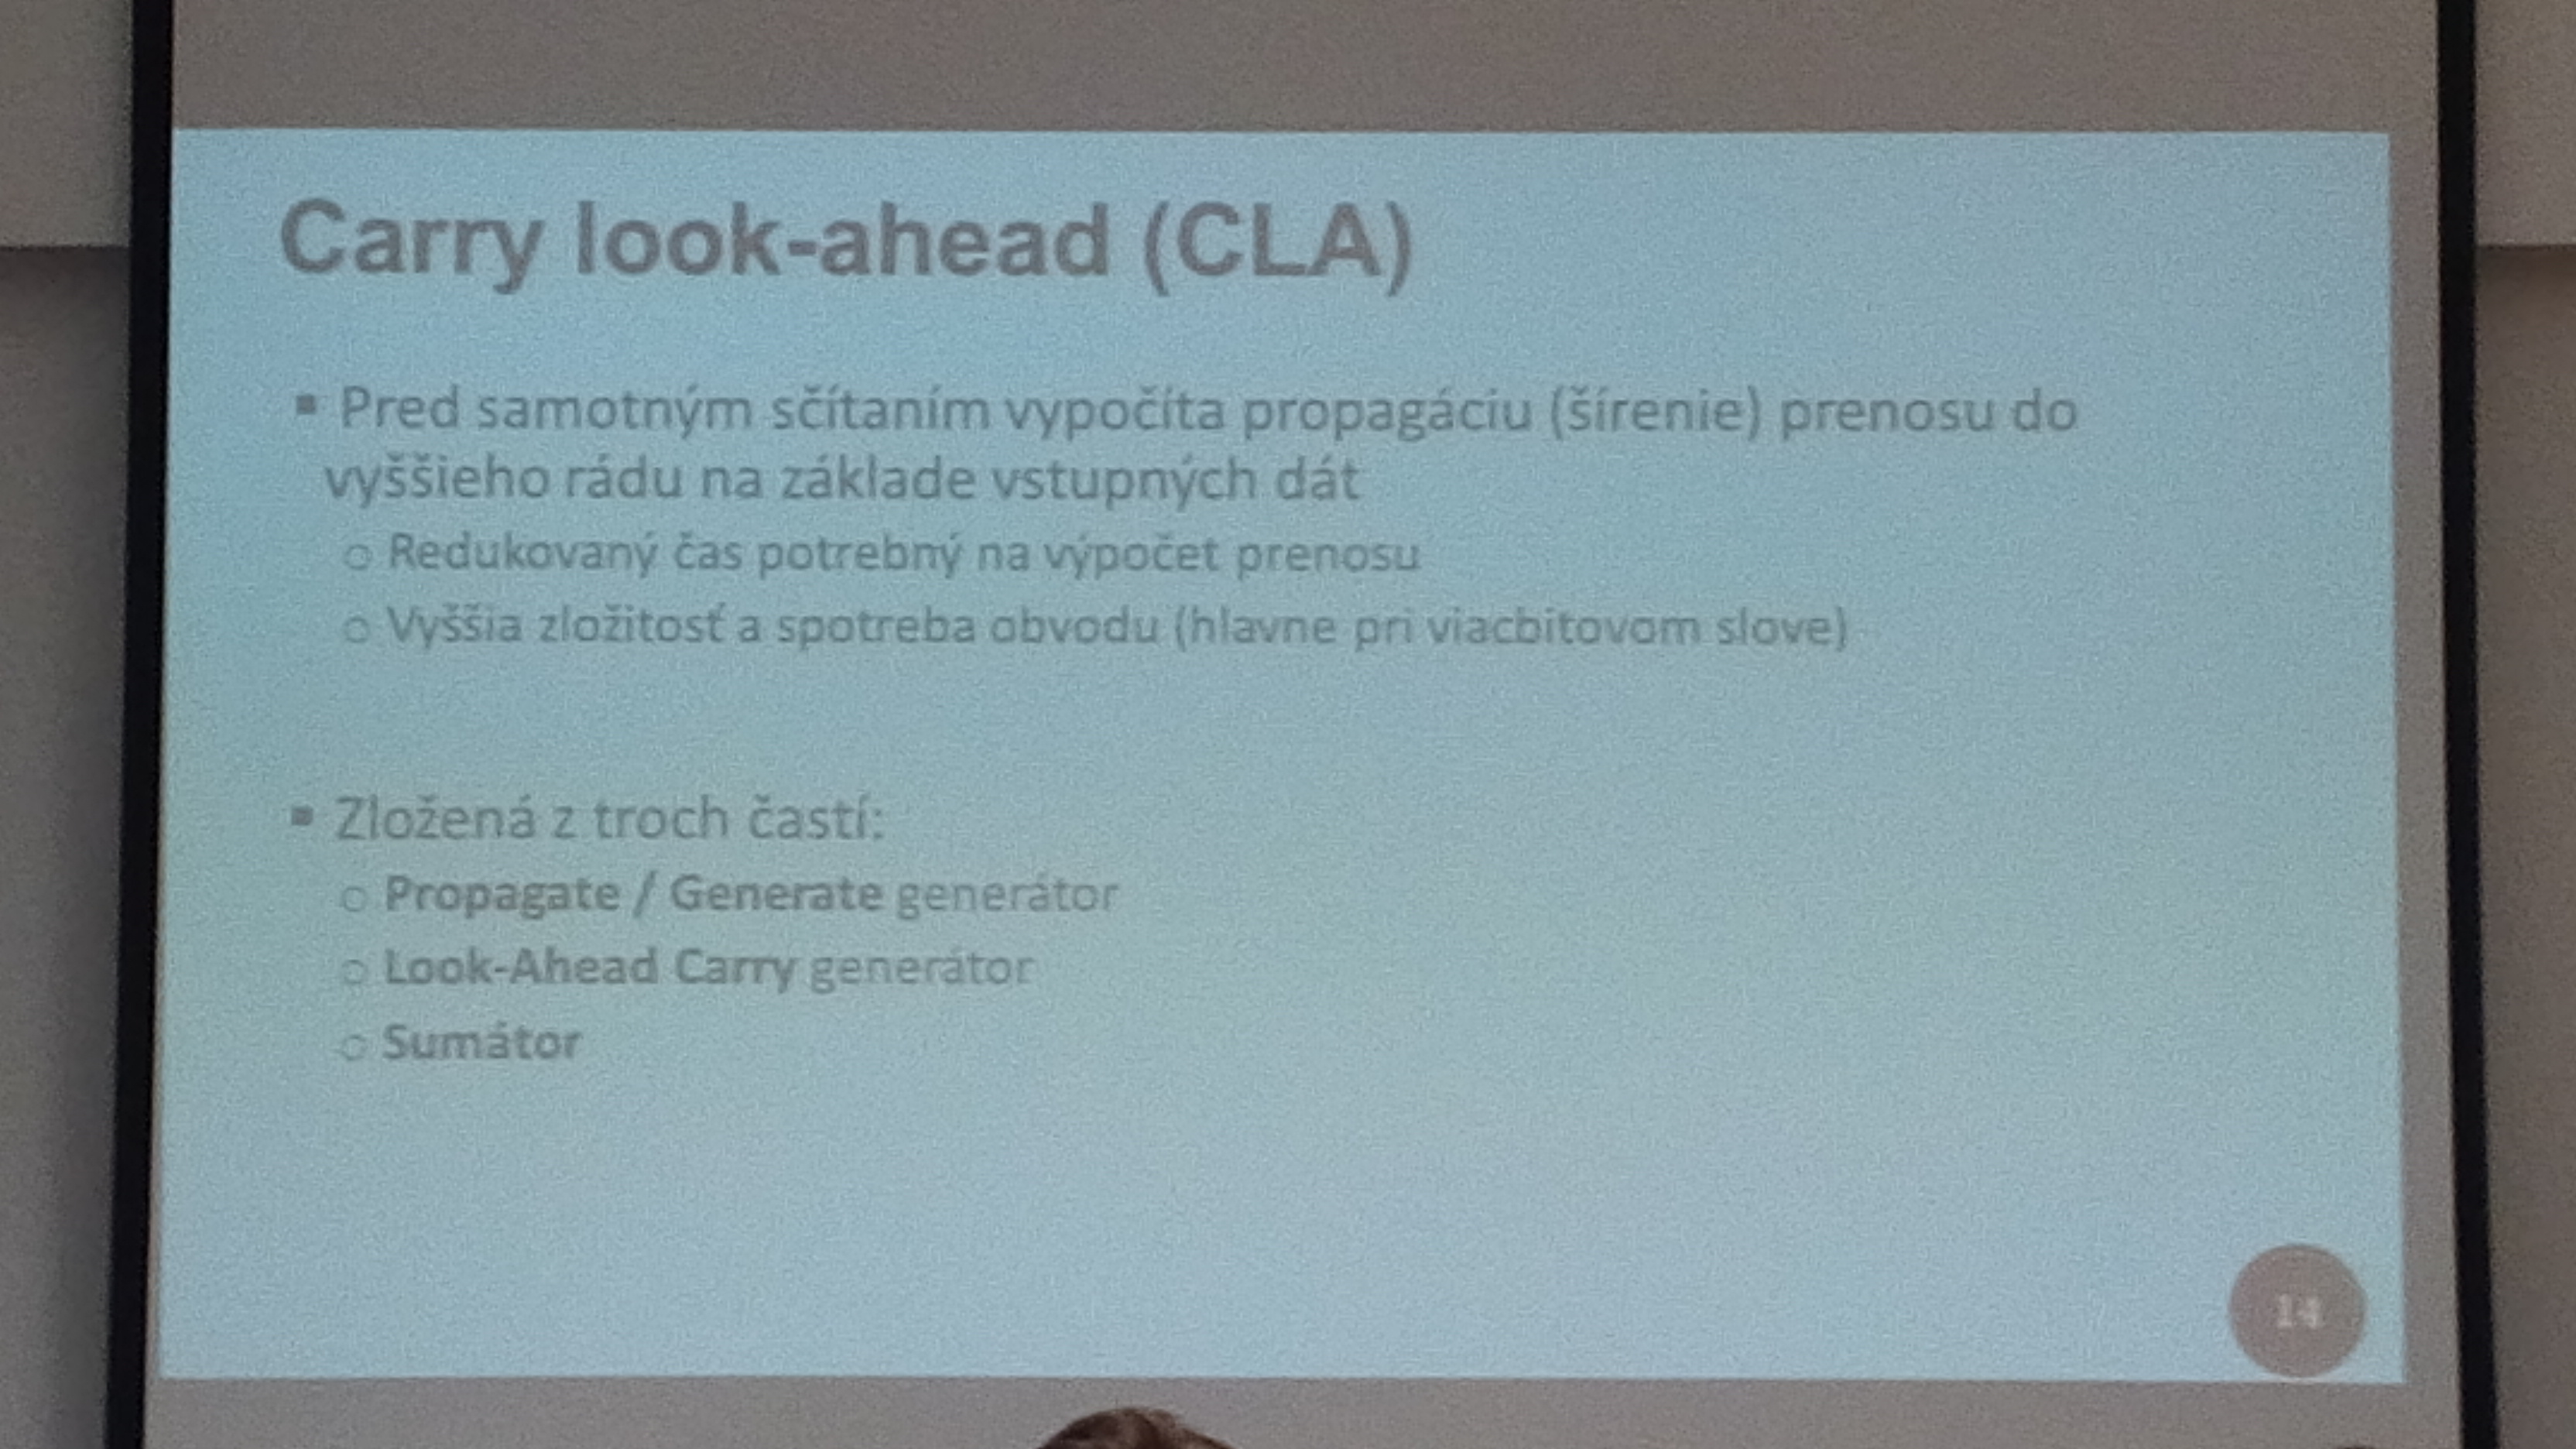 Carry look-ahead (CLA)
▪ Pred samotným sčítaním vypočíta propagáciu (šírenie) prenosu do
vyššieho rádu na základe vstupných dát
o Redukovaný čas potrebný na výpočet prenosu
o Vyššia zložitosť a spotreba obvodu (hlavne pri viacbitovom slove)
▪ Zložená z troch častí:
o Propagate / Generate generátor
o Look-Ahead Carry generátor
o Sumátor
14